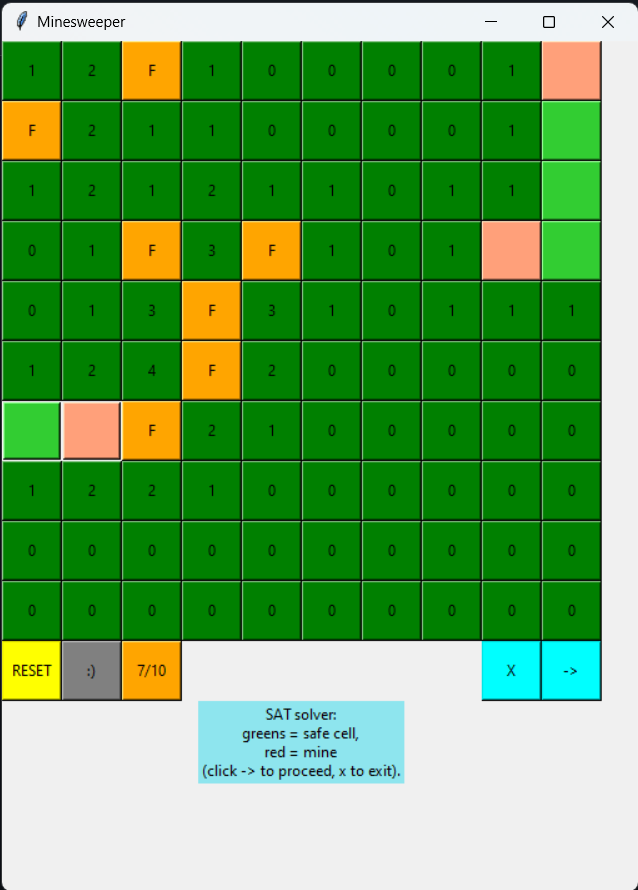 Minesweeper
1 2 F 1 0 0 0 0 1
F 2 1 1 0 0 0 0 1
1 2 1 2 1 1 0 1 1
0 1 F 3 F 1 0 1
0 1 3 F 3 1 0 1 1 1
1 2 4 F 2 0 0 0 0 0
F 2 1 0 0 0 0 0
1 2 2 1 0 0 0 0 0 0
0 0 0 0 0 0 0 0 0 0
0 0 0 0 0 0 0 0 0 0
RESET :) 7/10 X ->
SAT solver:
greens = safe cell,
red = mine
(click -> to proceed, x to exit).